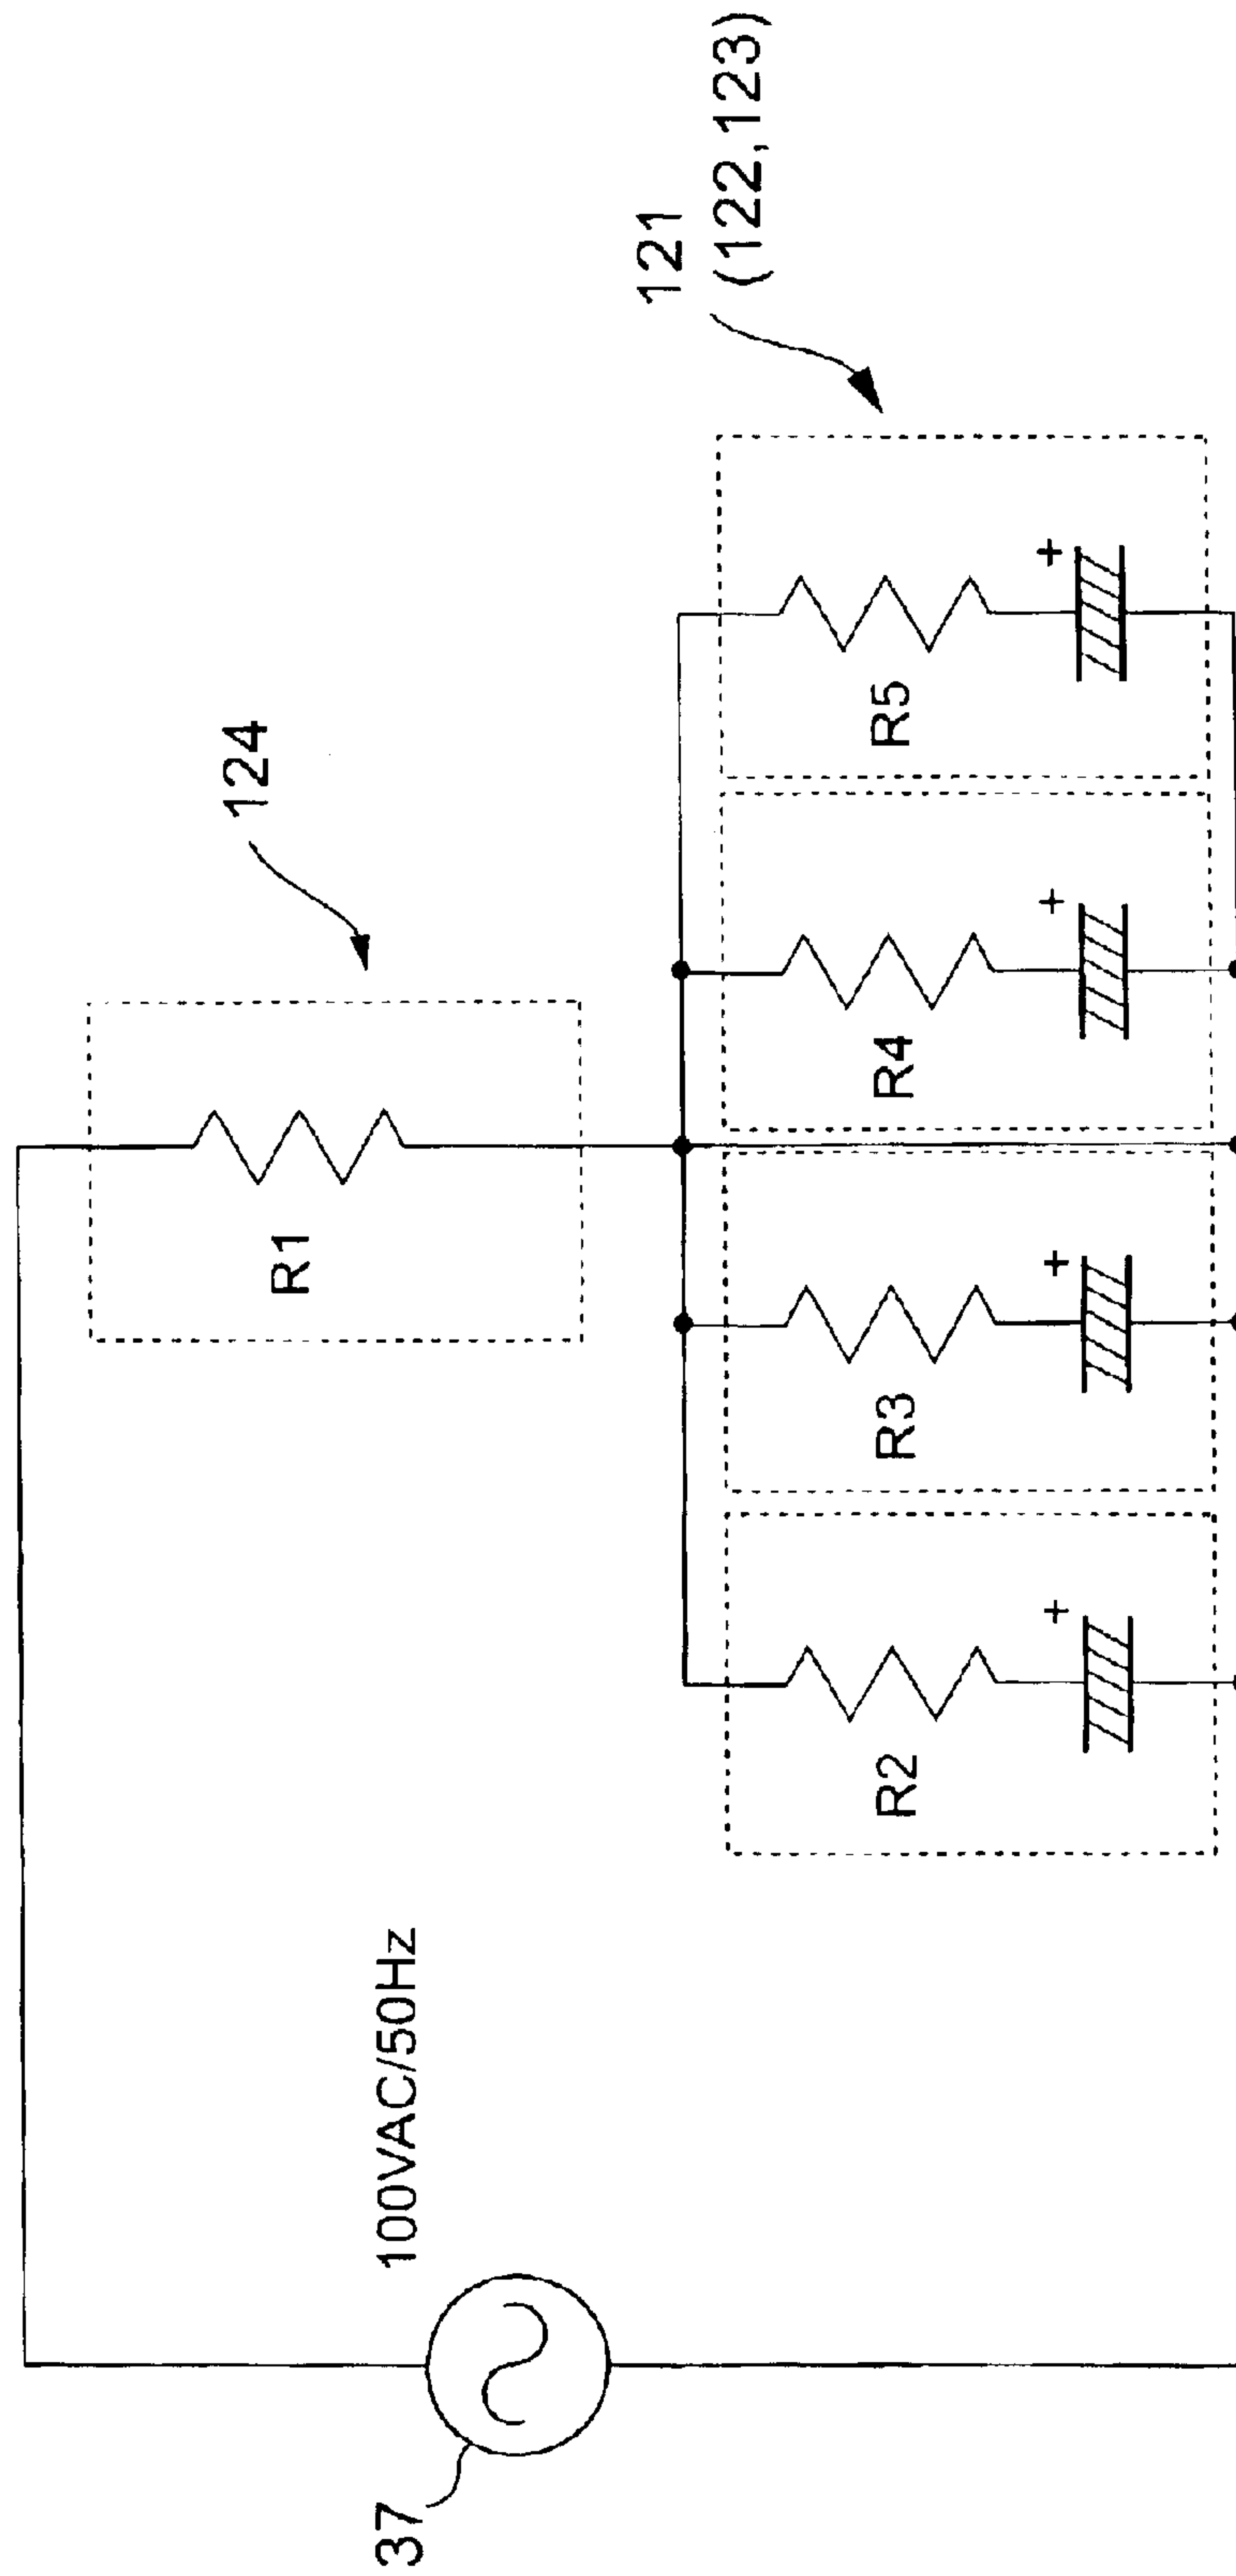 37
100VAC/50Hz
R1
124
R2
+
R3
+
R4
+
R5
+
121
(122,123)